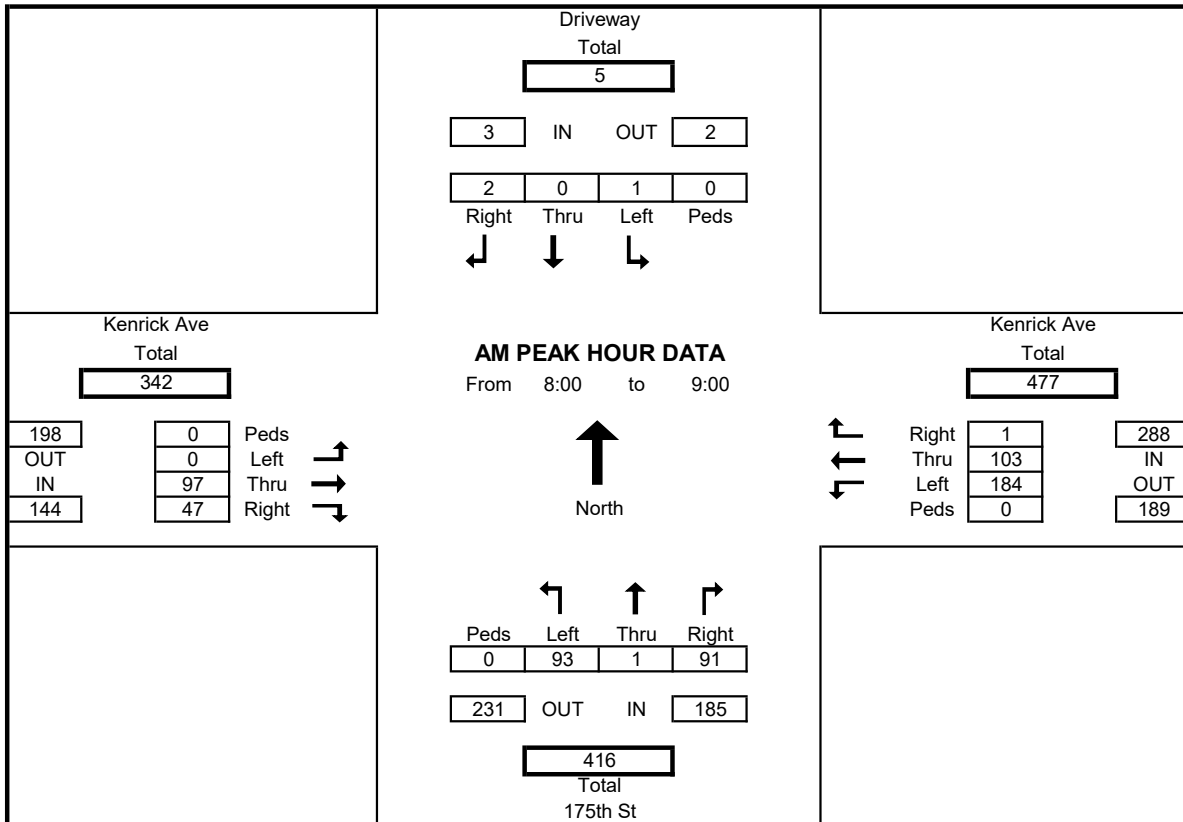 Driveway
Total
5
3 IN OUT 2
2 0 1 0
Right Thru Left Peds
Kenrick Ave
Total
342
198
OUT
IN
144
0 Peds
0 Left
97 Thru
47 Right
AM PEAK HOUR DATA
From 8:00 to 9:00
North
Kenrick Ave
Total
477
Right 1
Thru 103
Left 184
Peds 0
288
IN
OUT
189
Peds Left Thru Right
0 93 1 91
231 OUT IN 185
416
Total
175th St